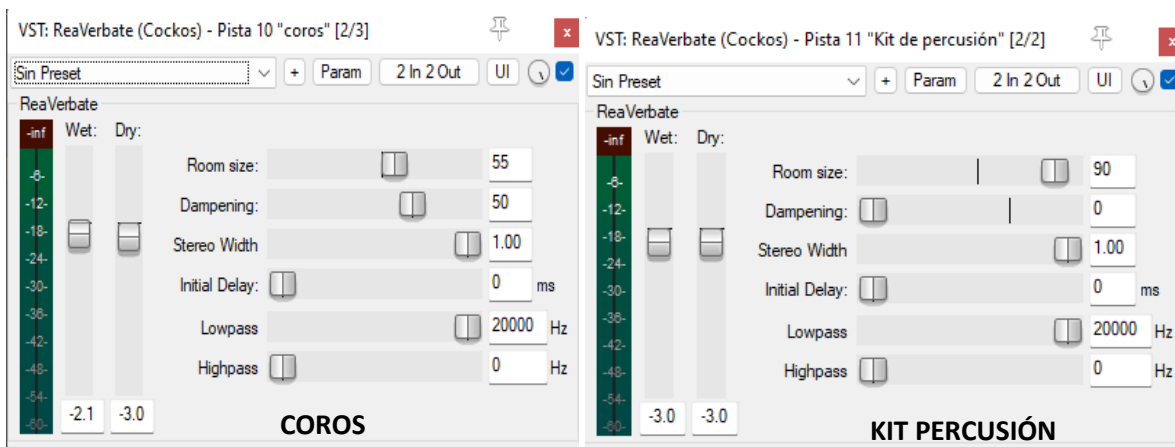 VST: ReaVerbate (Cockos) - Pista 10 "coros" [2/3]
x
Sin Preset
+
Param
2 In 2 Out
UI
ReaVerbate
-inf
Wet:
Dry:
-6-
-12-
-18-
-24-
-30-
-36-
-42-
-48-
-54-
-60-
Room size:
55
Dampening:
50
Stereo Width
1.00
Initial Delay:
0
ms
Lowpass
20000
Hz
Highpass
0
Hz
-2.1
-3.0
COROS
VST: ReaVerbate (Cockos) - Pista 11 "Kit de percusión" [2/2]
x
Sin Preset
+
Param
2 In 2 Out
UI
ReaVerbate
-inf
Wet:
Dry:
-6-
-12-
-18-
-24-
-30-
-36-
-42-
-48-
-54-
-60-
Room size:
90
Dampening:
0
Stereo Width
1.00
Initial Delay:
0
ms
Lowpass
20000
Hz
Highpass
0
Hz
-3.0
-3.0
KIT PERCUSIÓN